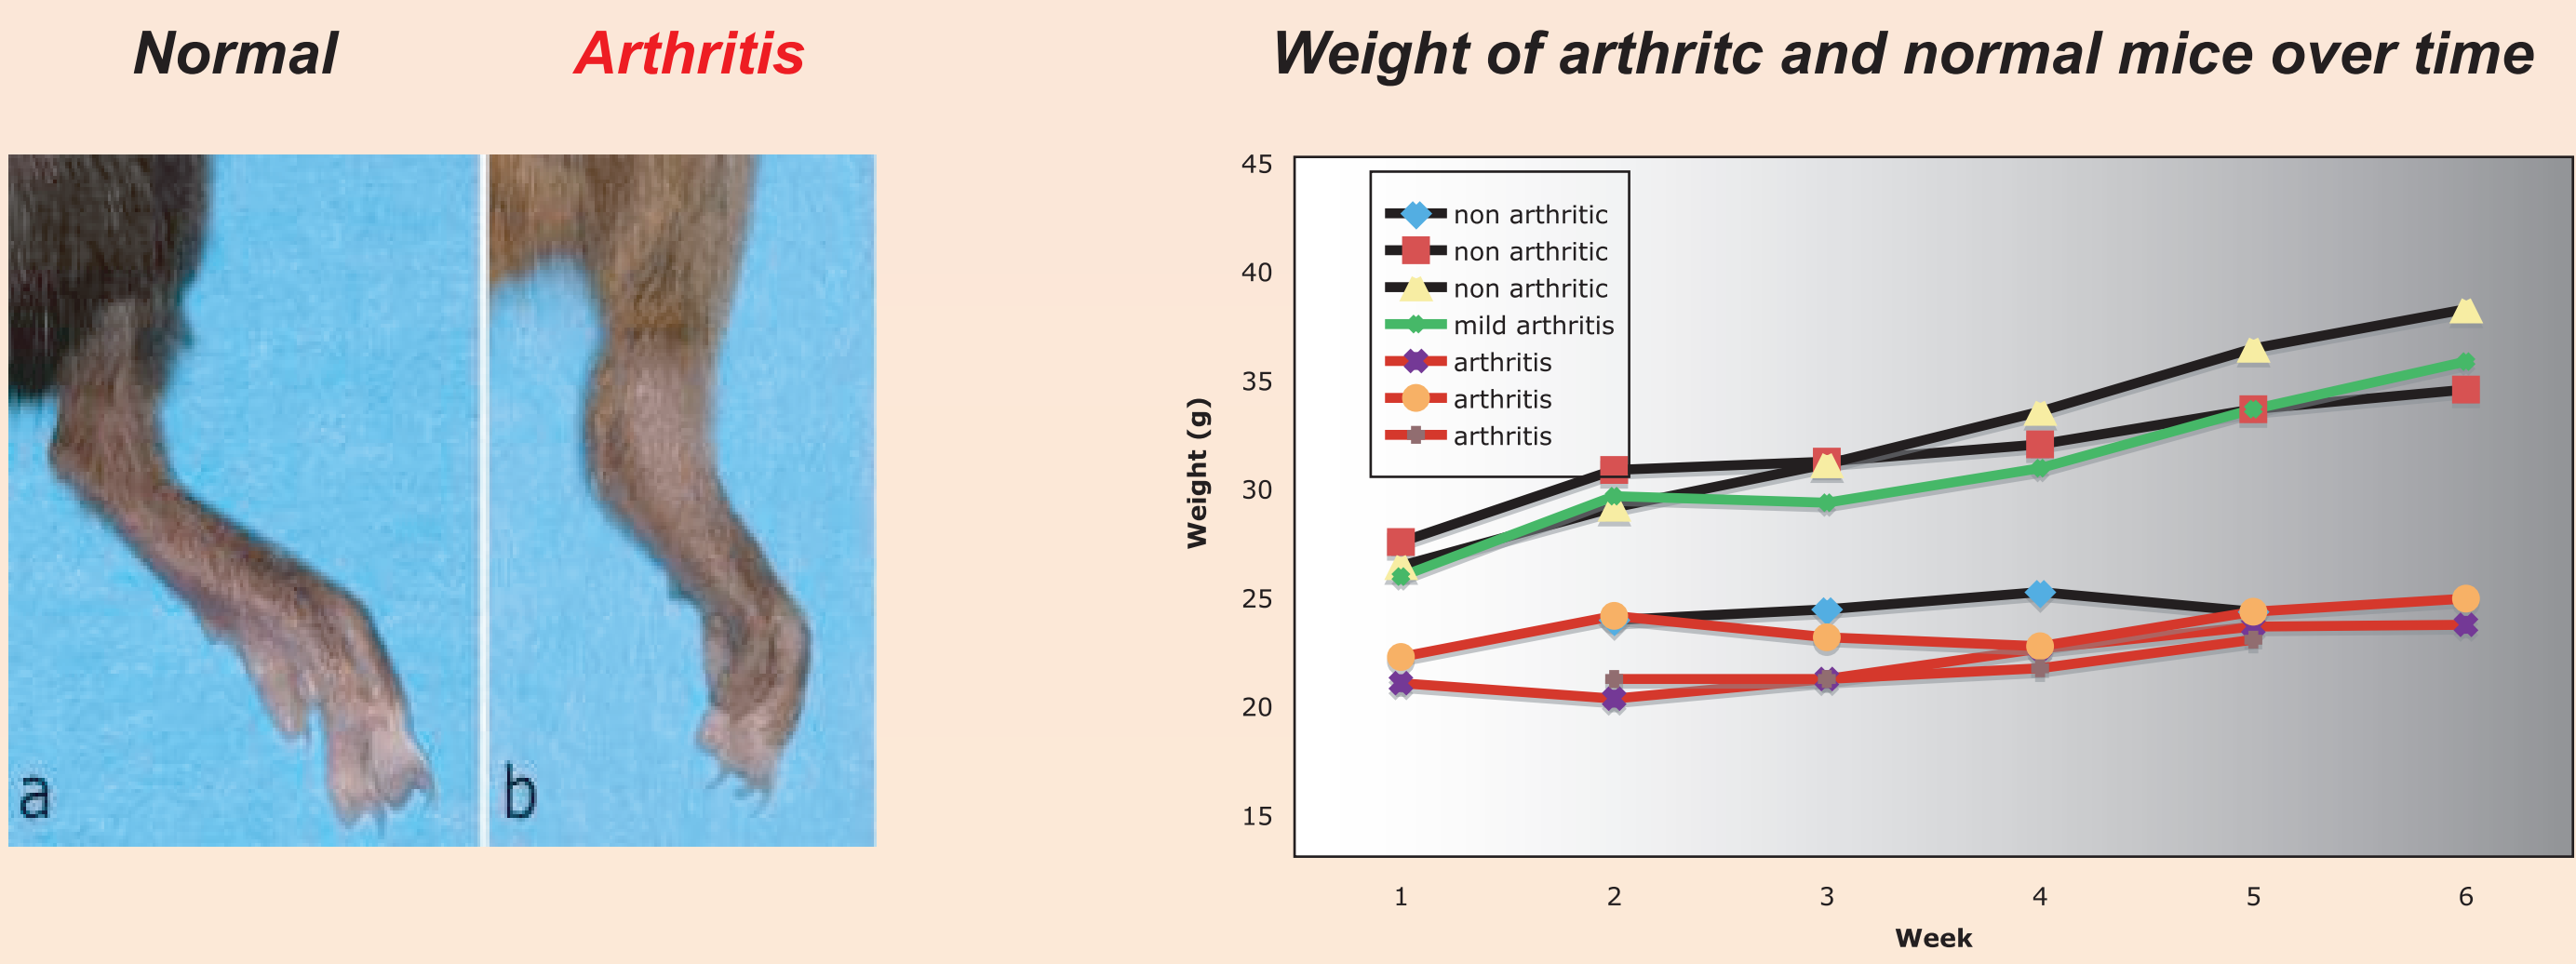 Normal
Arthritis
Weight of arthritc and normal mice over time
a
b
45
40
35
30
25
20
15
Weight (g)
non arthritic
non arthritic
non arthritic
mild arthritis
arthritis
arthritis
arthritis
1 2 3 4 5 6
Week